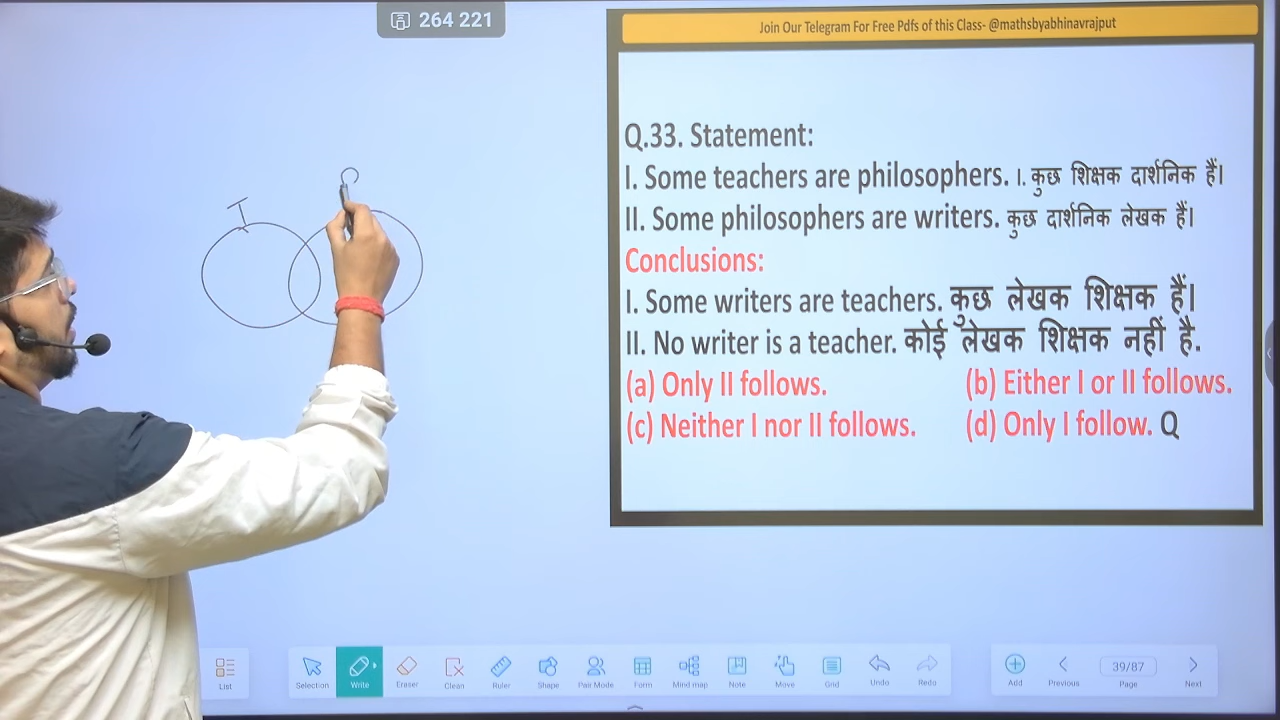 264 221
Join Our Telegram For Free Pdfs of this Class- @mathsbyabhinavrajput
Q.33. Statement:
I. Some teachers are philosophers. I. कुछ शिक्षक दार्शनिक हैं।
II. Some philosophers are writers. कुछ दार्शनिक लेखक हैं।
Conclusions:
I. Some writers are teachers. कुछ लेखक शिक्षक हैं।
II. No writer is a teacher. कोई लेखक शिक्षक नहीं है.
(a) Only II follows. (b) Either I or II follows.
(c) Neither I nor II follows. (d) Only I follow. Q
T P
List Selection Write Eraser Clean Ruler Shape Pair Mode Form Mind map Note Move Grid Undo Redo Add Previous 39/87 Page Next